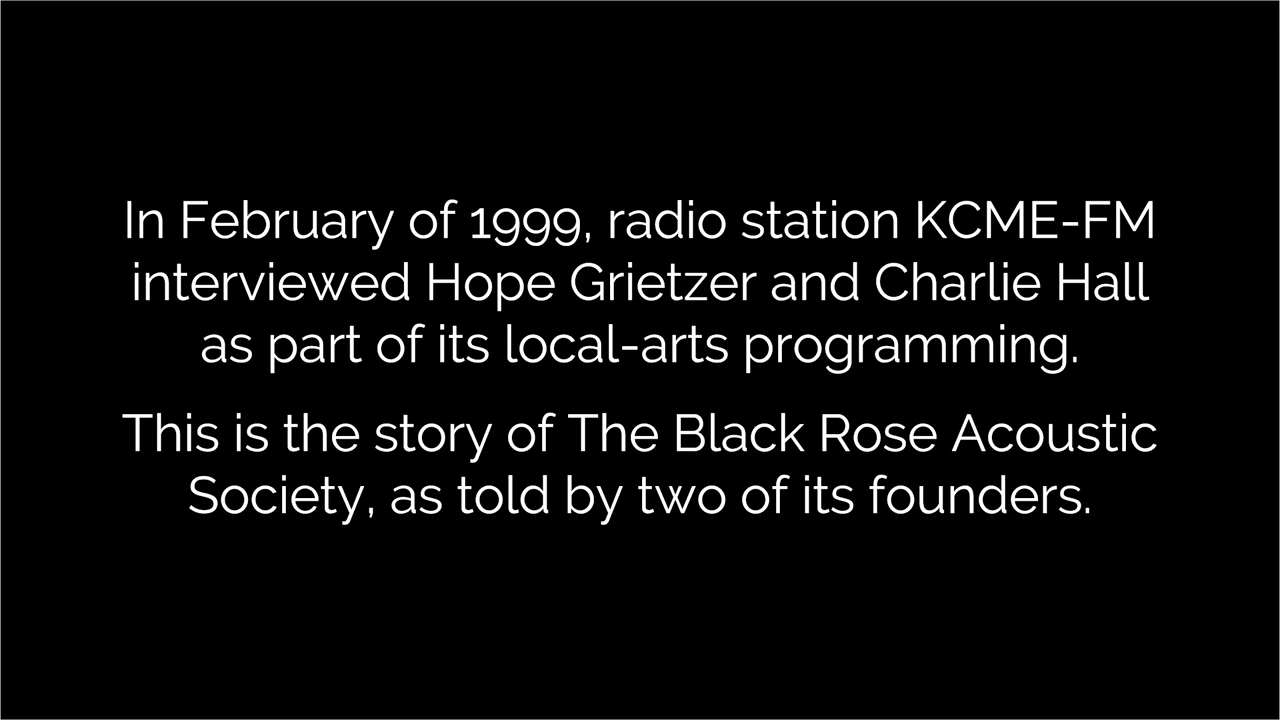 In February of 1999, radio station KCME-FM
interviewed Hope Grietzer and Charlie Hall
as part of its local-arts programming.
This is the story of The Black Rose Acoustic
Society, as told by two of its founders.